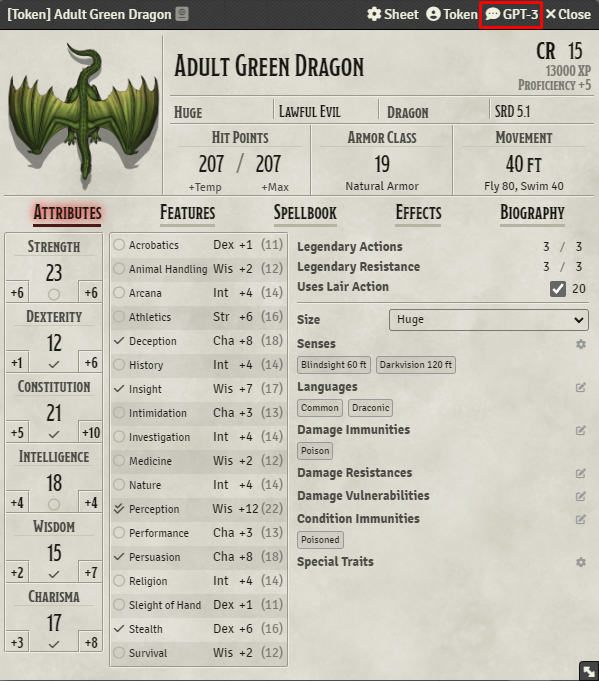 [Token] Adult Green Dragon Sheet Token GPT-3 Close
Adult Green Dragon
CR 15
13000 XP
Proficiency +5
Huge Lawful Evil Dragon SRD 5.1
Hit Points Armor Class Movement
207 / 207 19 40 FT
+Temp +Max Natural Armor Fly 80, Swim 40
Attributes Features Spellbook Effects Biography
Strength
23
+6 +6
Dexterity
12
+1 +6
Constitution
21
+5 +10
Intelligence
18
+4 +4
Wisdom
15
+2 +7
Charisma
17
+3 +8
Acrobatics Dex +1 (11)
Animal Handling Wis +2 (12)
Arcana Int +4 (14)
Athletics Str +6 (16)
Deception Cha +8 (18)
History Int +4 (14)
Insight Wis +7 (17)
Intimidation Cha +3 (13)
Investigation Int +4 (14)
Medicine Wis +2 (12)
Nature Int +4 (14)
Perception Wis +12 (22)
Performance Cha +3 (13)
Persuasion Cha +8 (18)
Religion Int +4 (14)
Sleight of Hand Dex +1 (11)
Stealth Dex +6 (16)
Survival Wis +2 (12)
Legendary Actions 3 / 3
Legendary Resistance 3 / 3
Uses Lair Action 20
Size Huge
Senses
Blindsight 60 ft Darkvision 120 ft
Languages
Common Draconic
Damage Immunities
Poison
Damage Resistances
Damage Vulnerabilities
Condition Immunities
Poisoned
Special Traits